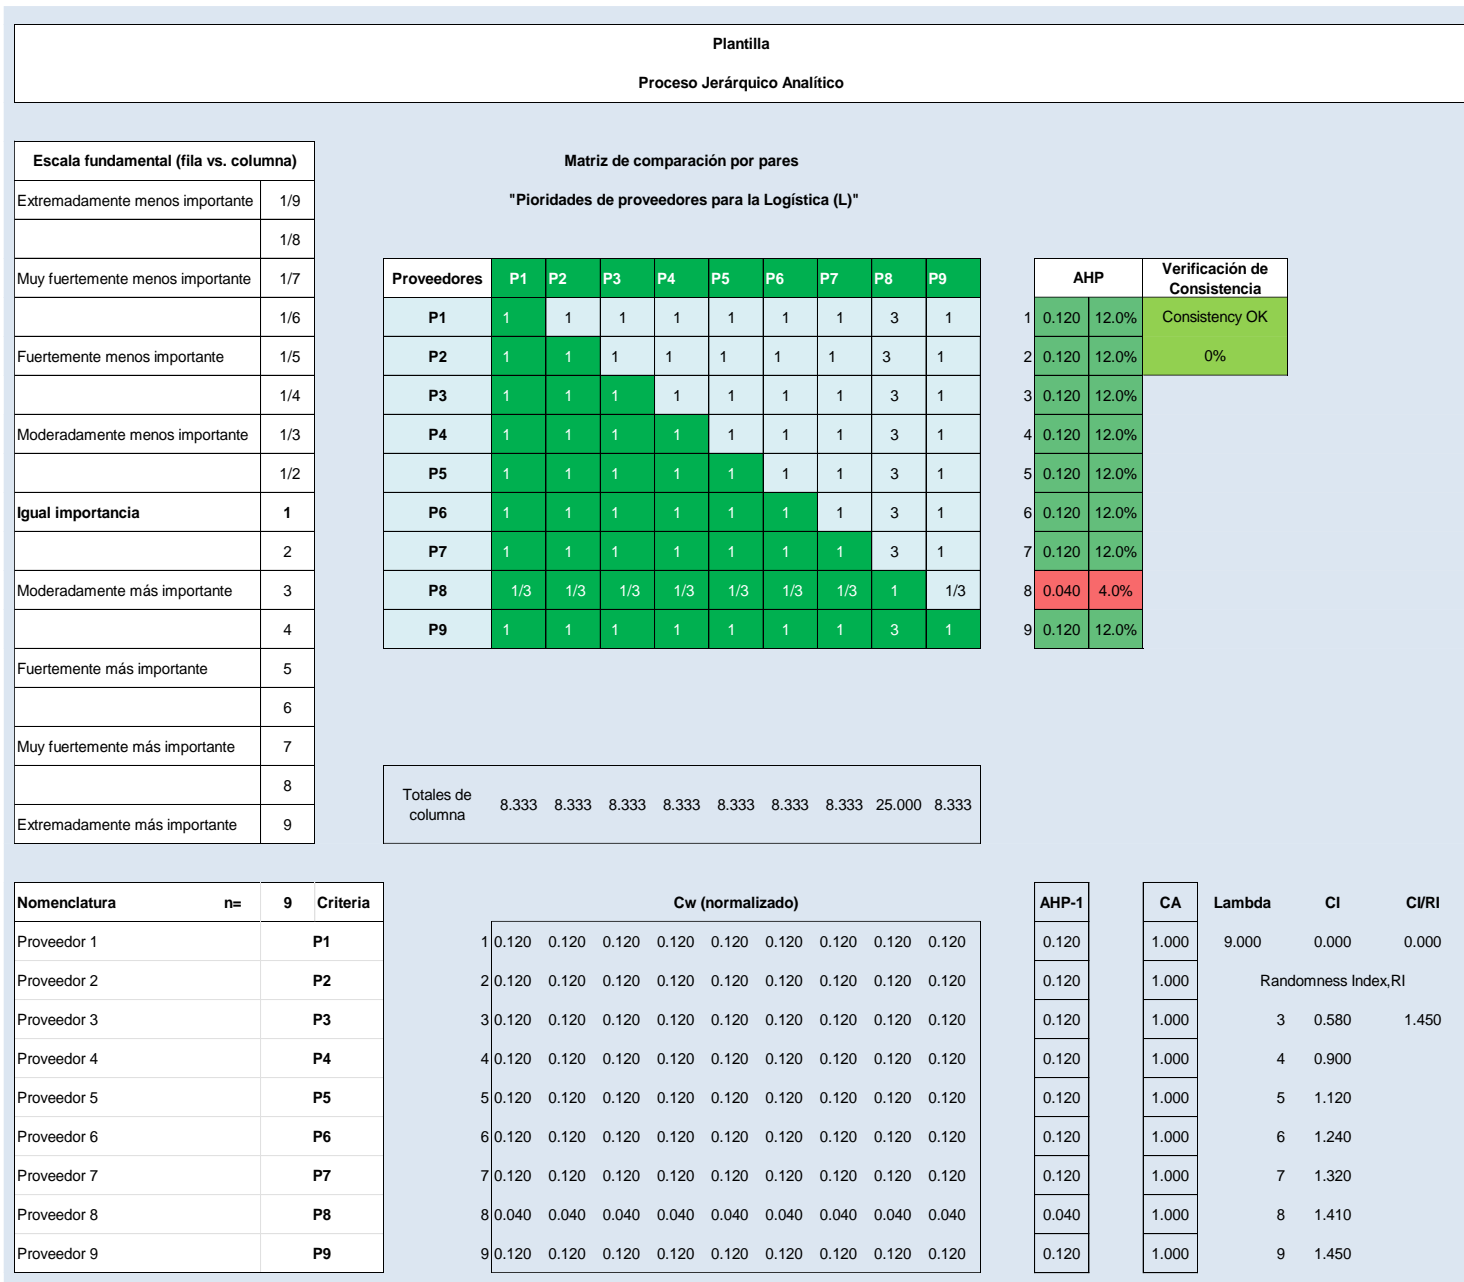 Plantilla
Proceso Jerárquico Analítico
Escala fundamental (fila vs. columna)
Extremadamente menos importante 1/9
1/8
Muy fuertemente menos importante 1/7
1/6
Fuertemente menos importante 1/5
1/4
Moderadamente menos importante 1/3
1/2
Igual importancia 1
2
Moderadamente más importante 3
4
Fuertemente más importante 5
6
Muy fuertemente más importante 7
8
Extremadamente más importante 9
Matriz de comparación por pares
"Pioridades de proveedores para la Logística (L)"
Proveedores P1 P2 P3 P4 P5 P6 P7 P8 P9
P1 1 1 1 1 1 1 1 3 1
P2 1 1 1 1 1 1 1 3 1
P3 1 1 1 1 1 1 1 3 1
P4 1 1 1 1 1 1 1 3 1
P5 1 1 1 1 1 1 1 3 1
P6 1 1 1 1 1 1 1 3 1
P7 1 1 1 1 1 1 1 3 1
P8 1/3 1/3 1/3 1/3 1/3 1/3 1/3 1 1/3
P9 1 1 1 1 1 1 1 3 1
AHP
Verificación de
Consistencia
1 0.120 12.0% Consistency OK
2 0.120 12.0% 0%
3 0.120 12.0%
4 0.120 12.0%
5 0.120 12.0%
6 0.120 12.0%
7 0.120 12.0%
8 0.040 4.0%
9 0.120 12.0%
Totales de
columna
8.333 8.333 8.333 8.333 8.333 8.333 8.333 25.000 8.333
Nomenclatura n= 9 Criteria
Proveedor 1 P1
Proveedor 2 P2
Proveedor 3 P3
Proveedor 4 P4
Proveedor 5 P5
Proveedor 6 P6
Proveedor 7 P7
Proveedor 8 P8
Proveedor 9 P9
Cw (normalizado)
1 0.120 0.120 0.120 0.120 0.120 0.120 0.120 0.120 0.120
2 0.120 0.120 0.120 0.120 0.120 0.120 0.120 0.120 0.120
3 0.120 0.120 0.120 0.120 0.120 0.120 0.120 0.120 0.120
4 0.120 0.120 0.120 0.120 0.120 0.120 0.120 0.120 0.120
5 0.120 0.120 0.120 0.120 0.120 0.120 0.120 0.120 0.120
6 0.120 0.120 0.120 0.120 0.120 0.120 0.120 0.120 0.120
7 0.120 0.120 0.120 0.120 0.120 0.120 0.120 0.120 0.120
8 0.040 0.040 0.040 0.040 0.040 0.040 0.040 0.040 0.040
9 0.120 0.120 0.120 0.120 0.120 0.120 0.120 0.120 0.120
AHP-1
0.120
0.120
0.120
0.120
0.120
0.120
0.120
0.040
0.120
CA Lambda CI CI/RI
1.000 9.000 0.000 0.000
1.000 Randomness Index,RI
1.000 3 0.580 1.450
1.000 4 0.900
1.000 5 1.120
1.000 6 1.240
1.000 7 1.320
1.000 8 1.410
1.000 9 1.450